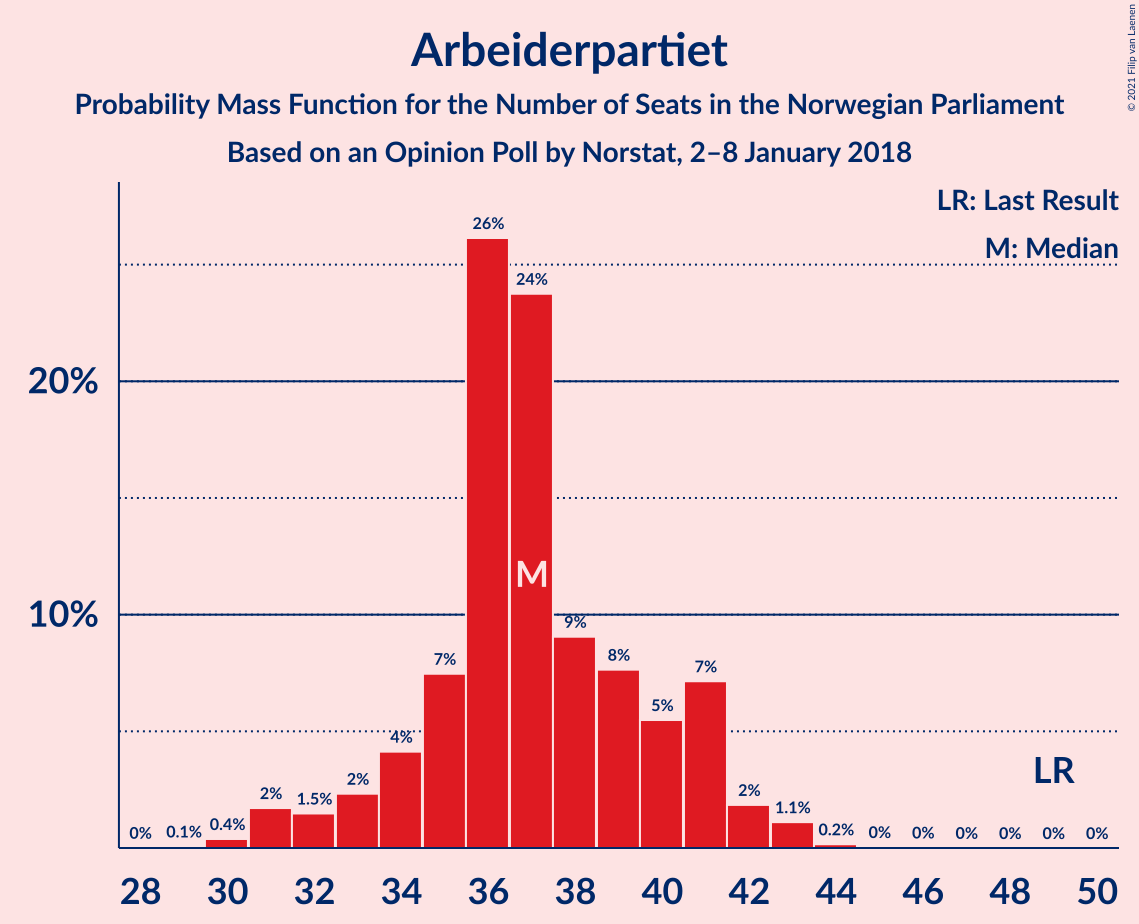 Arbeiderpartiet
Probability Mass Function for the Number of Seats in the Norwegian Parliament
Based on an Opinion Poll by Norstat, 2–8 January 2018
© 2021 Filip van Laenen
LR: Last Result
M: Median
26%
24%
20%
M
10%
9%
8%
7%
7%
5%
4%
LR
2%
2%
1.5%
2%
1.1%
0% 0.1% 0.4% 0.2% 0% 0% 0% 0% 0% 0%
28 30 32 34 36 38 40 42 44 46 48 50